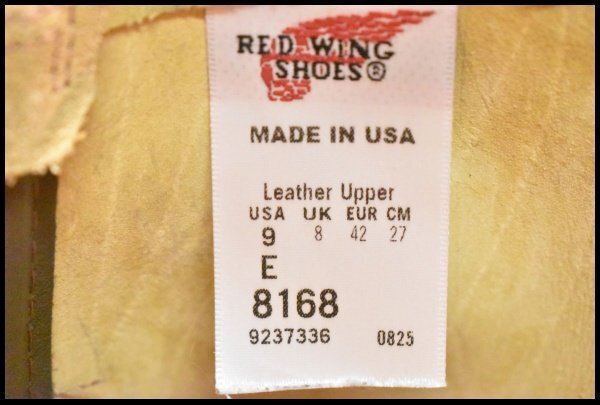 RED WING
SHOES®
MADE IN USA
Leather Upper
USA UK EUR CM
9 8 42 27
E
8168
9237336 0825